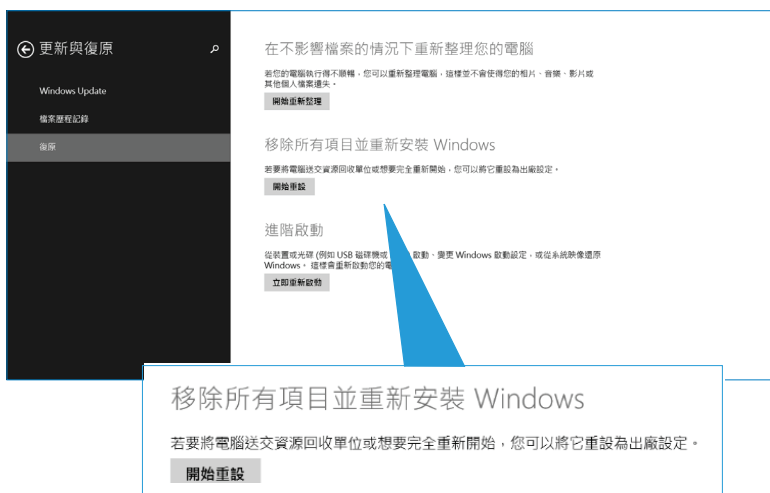 更新與復原
Windows Update
檔案歷程記錄
復原
在不影響檔案的情況下重新整理您的電腦
若您的電腦執行得不順暢，您可以重新整理電腦，這樣並不會使得您的相片、音樂、影片或
其他個人檔案遺失。
開始重新整理
移除所有項目並重新安裝 Windows
若要將電腦送交資源回收單位或想要完全重新開始，您可以將它重設為出廠設定。
開始重設
進階啟動
從裝置或光碟 (例如 USB 磁碟機或 啟動、變更 Windows 啟動設定，或從系統映像還原
Windows。 這樣會重新啟動您的電
立即重新啟動
移除所有項目並重新安裝 Windows
若要將電腦送交資源回收單位或想要完全重新開始，您可以將它重設為出廠設定。
開始重設